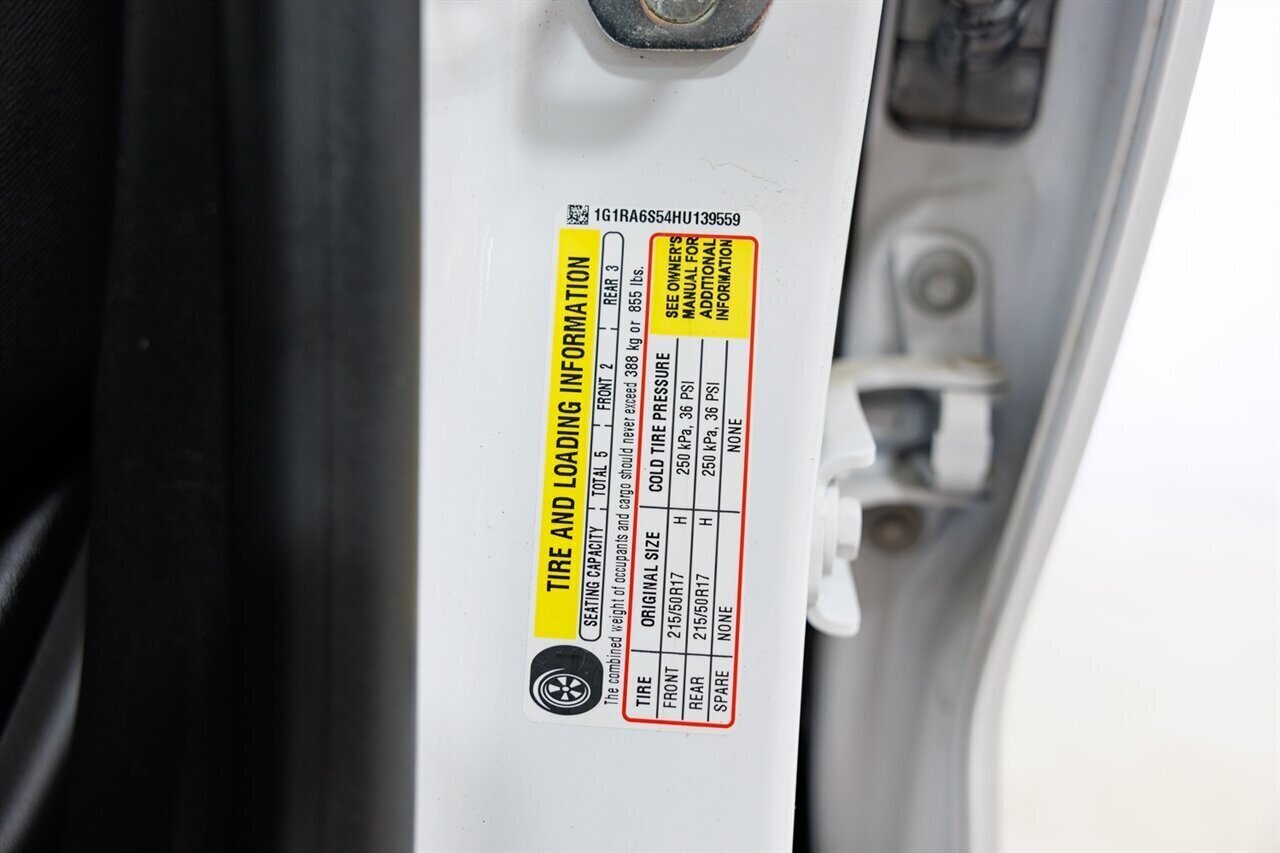 1G1RA6S54HU139559
TIRE AND LOADING INFORMATION
SEATING CAPACITY TOTAL 5 FRONT 2 REAR 3
The combined weight of occupants and cargo should never exceed 388 kg or 855 lbs.
TIRE ORIGINAL SIZE COLD TIRE PRESSURE
FRONT 215/50R17 H 250 kPa, 36 PSI
REAR 215/50R17 H 250 kPa, 36 PSI
SPARE NONE NONE
SEE OWNER'S
MANUAL FOR
ADDITIONAL
INFORMATION